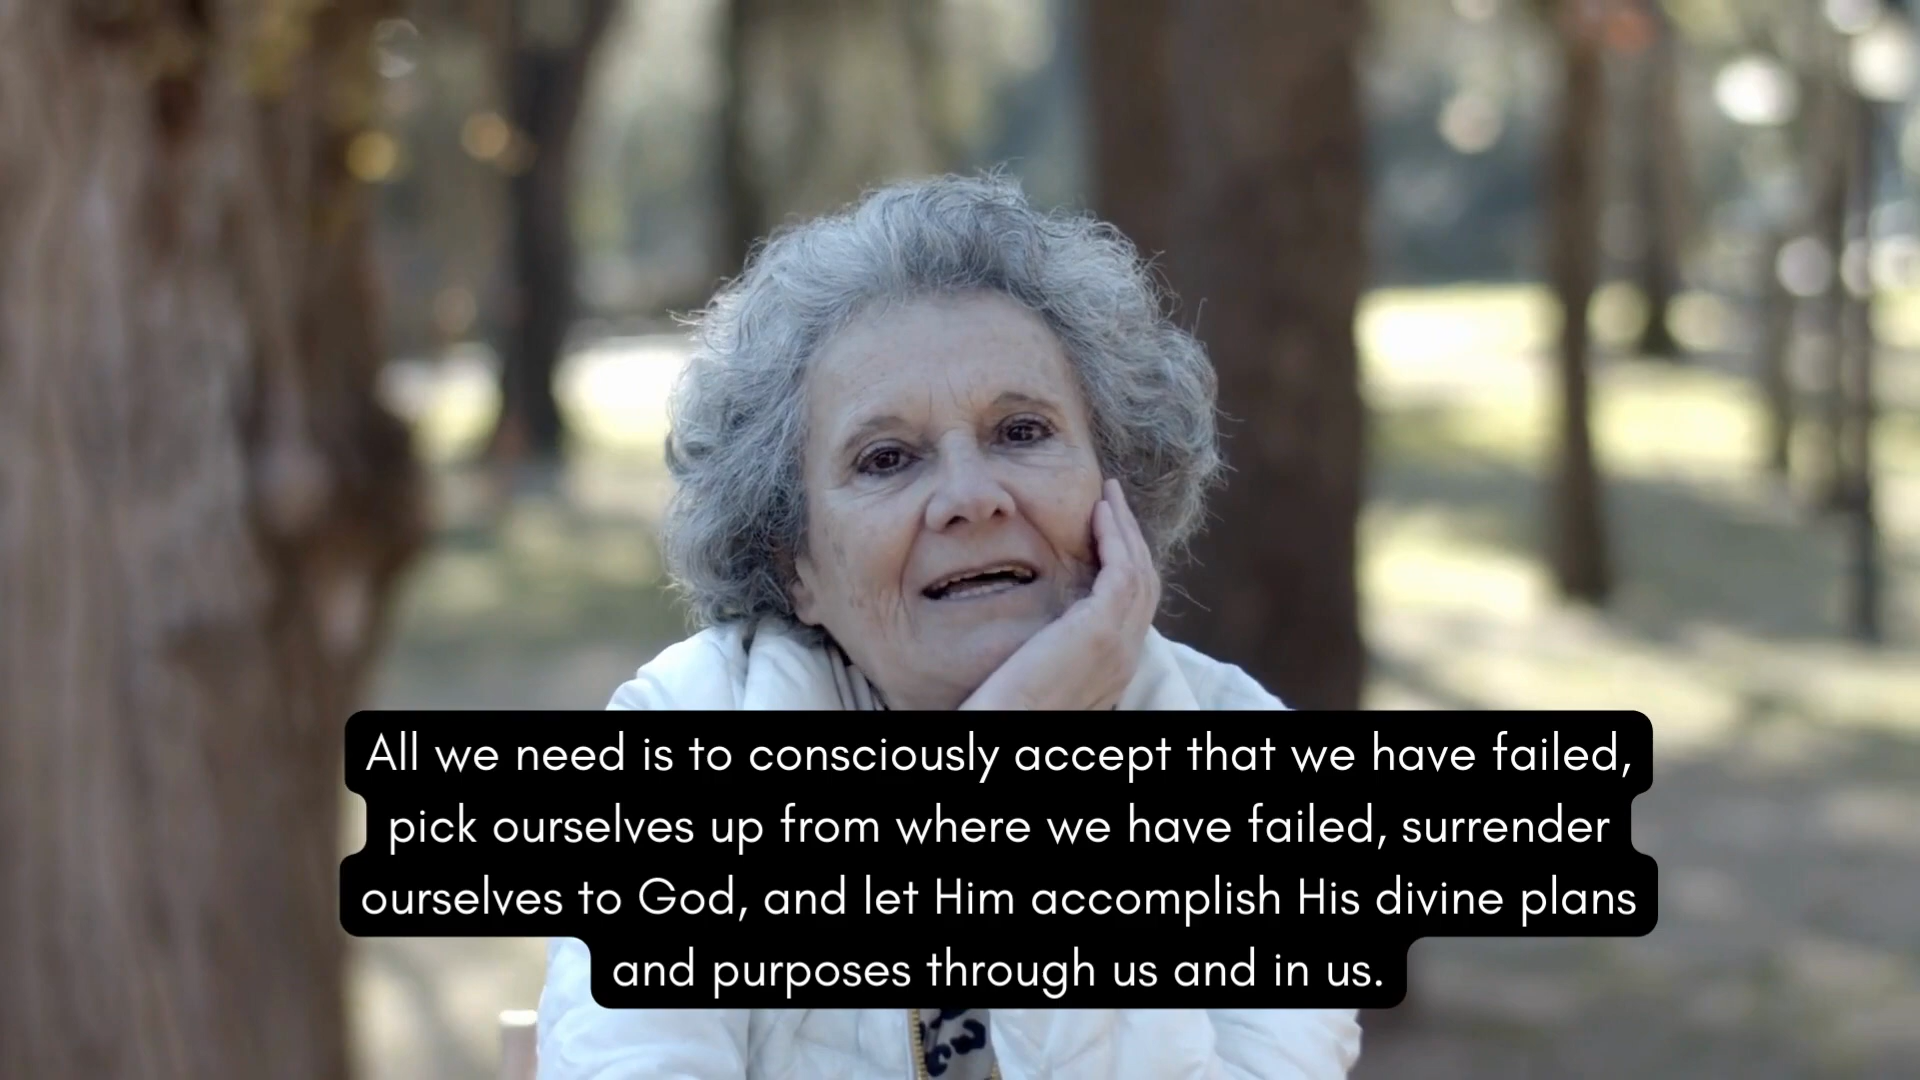 All we need is to consciously accept that we have failed,
pick ourselves up from where we have failed, surrender
ourselves to God, and let Him accomplish His divine plans
and purposes through us and in us.